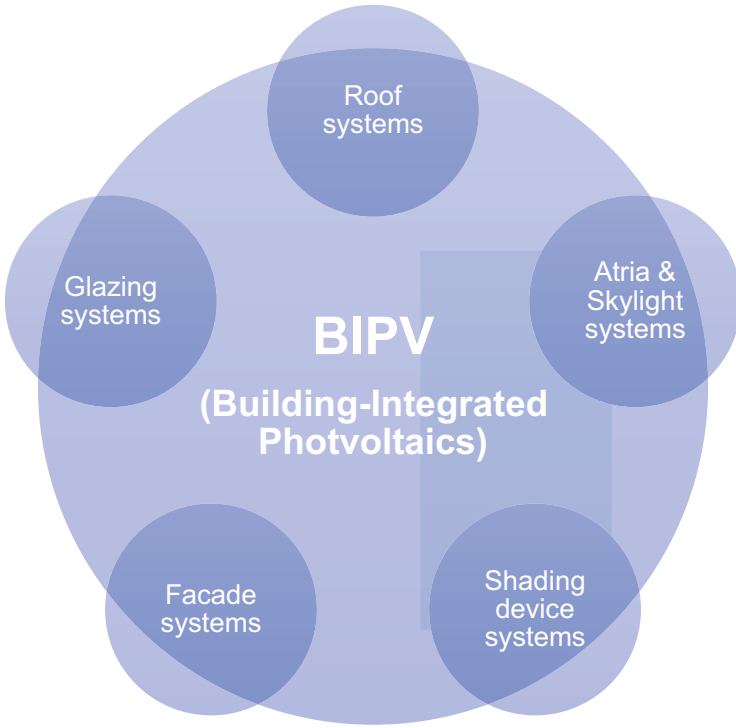 Roof
systems
Glazing
systems
Atria &
Skylight
systems
BIPV
(Building-Integrated
Photvoltaics)
Facade
systems
Shading
device
systems